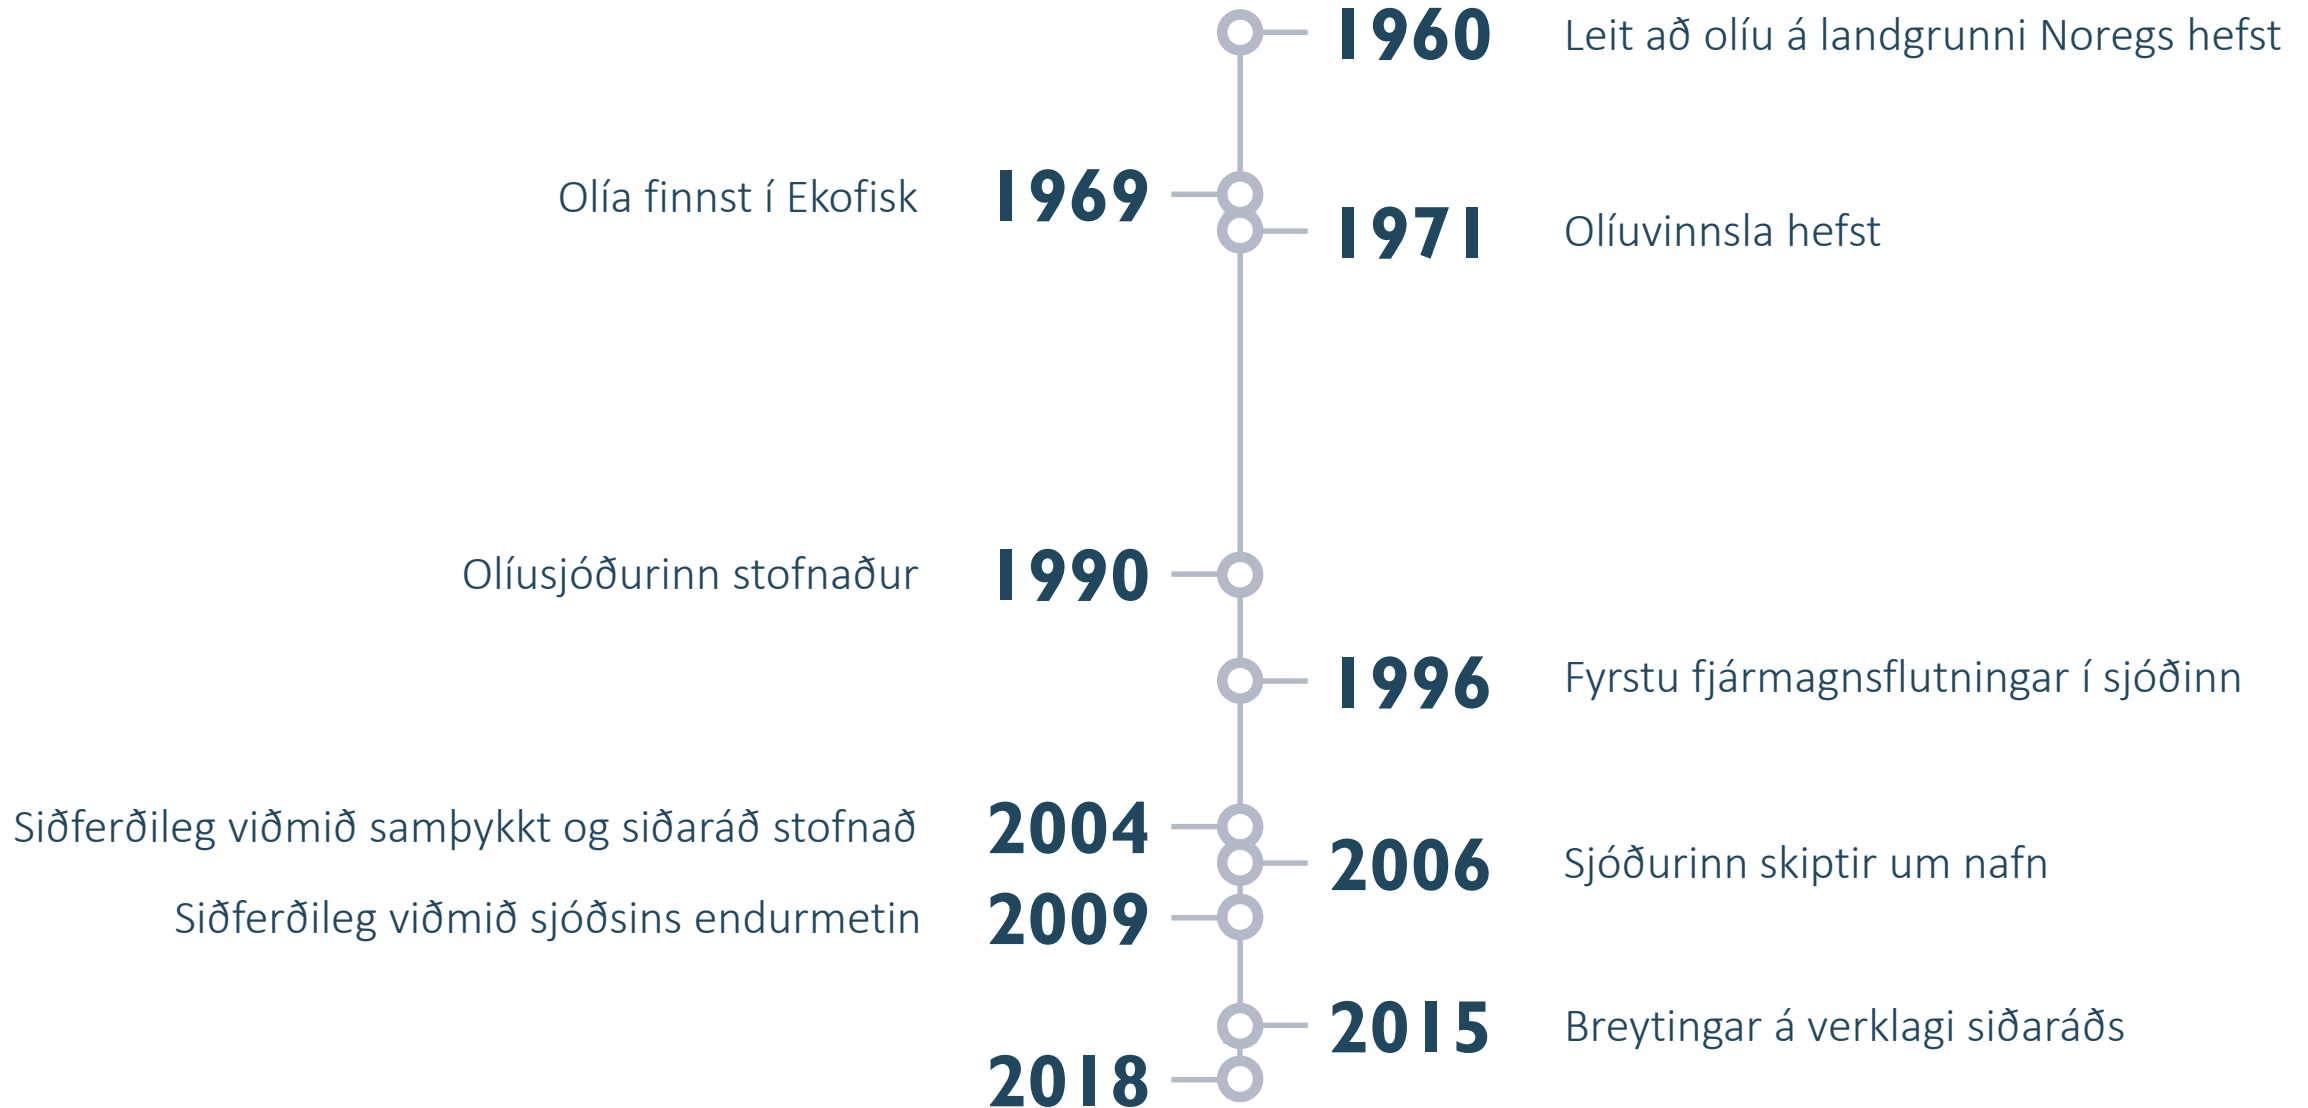 1960 Leit að olíu á landgrunni Noregs hefst
Olía finnst í Ekofisk 1969
1971 Olíuvinnsla hefst
Olíusjóðurinn stofnaður 1990
1996 Fyrstu fjármagnsflutningar í sjóðinn
Siðferðileg viðmið samþykkt og siðaráð stofnað 2004
2006 Sjóðurinn skiptir um nafn
Siðferðileg viðmið sjóðsins endurmetin 2009
2015 Breytingar á verklagi siðaráðs
2018